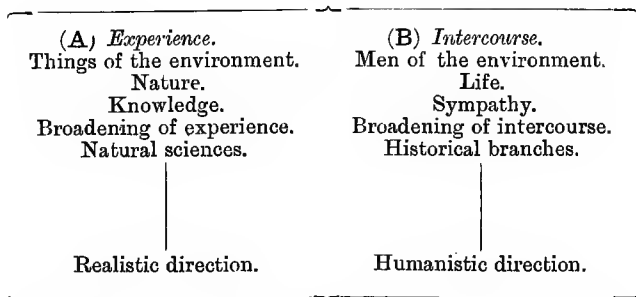 (A) Experience.
Things of the environment.
Nature.
Knowledge.
Broadening of experience.
Natural sciences.
Realistic direction.
(B) Intercourse.
Men of the environment.
Life.
Sympathy.
Broadening of intercourse.
Historical branches.
Humanistic direction.